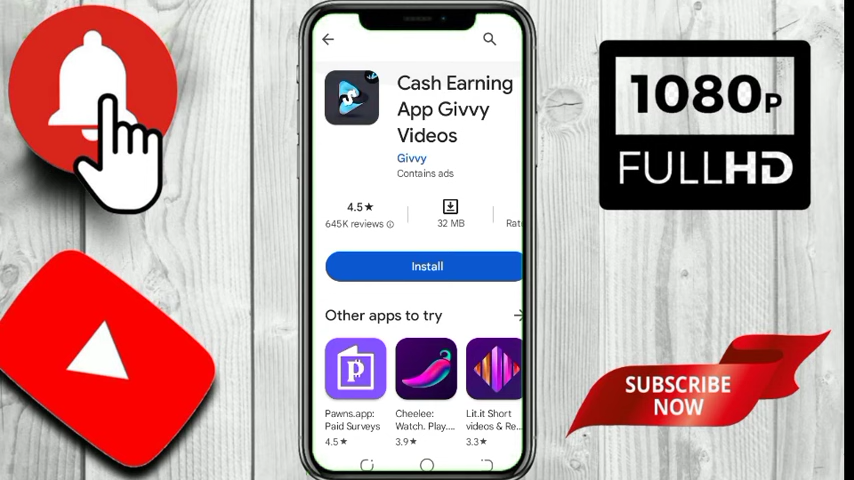 Cash Earning
App Givvy
Videos
Givvy
Contains ads
4.5★
645K reviews
32 MB
Install
Other apps to try
Pawns.app:
Paid Surveys
4.5★
Cheelee:
Watch. Play....
3.9★
Lit.it Short
videos & Re...
3.3★
1080P
FULLHD
SUBSCRIBE
NOW